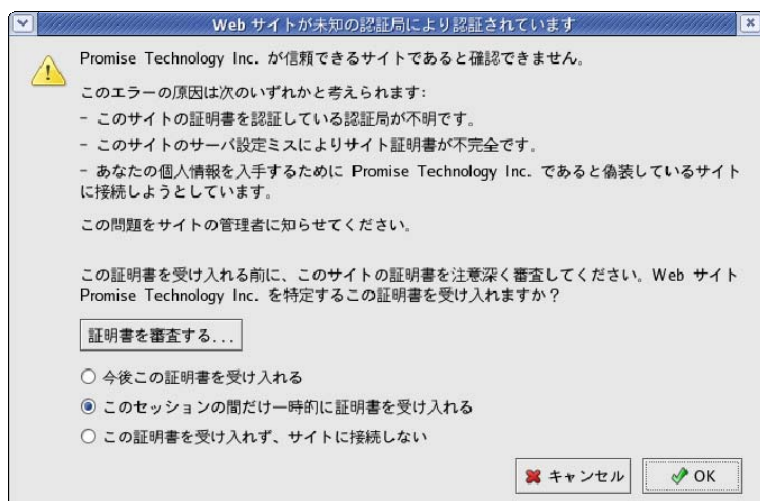 Web サイトが未知の認証局により認証されています
Promise Technology Inc. が信頼できるサイトであると確認できません。
このエラーの原因は次のいずれかと考えられます:
- このサイトの証明書を認証している認証局が不明です。
- このサイトのサーバ設定ミスによりサイト証明書が不完全です。
- あなたの個人情報を入手するために Promise Technology Inc. であると偽装しているサイト
に接続しようとしています。
この問題をサイトの管理者に知らせてください。
この証明書を受け入れる前に、このサイトの証明書を注意深く審査してください。Web サイト
Promise Technology Inc. を特定するこの証明書を受け入れますか？
証明書を審査する...
今後この証明書を受け入れる
このセッションの間だけ一時的に証明書を受け入れる
この証明書を受け入れず、サイトに接続しない
キャンセル
OK